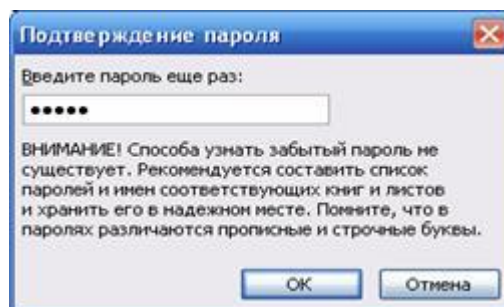 Подтверждение пароля
Введите пароль еще раз:
●●●●●
ВНИМАНИЕ! Способа узнать забытый пароль не
существует. Рекомендуется составить список
паролей и имен соответствующих книг и листов
и хранить его в надежном месте. Помните, что в
паролях различаются прописные и строчные буквы.
ОК Отмена